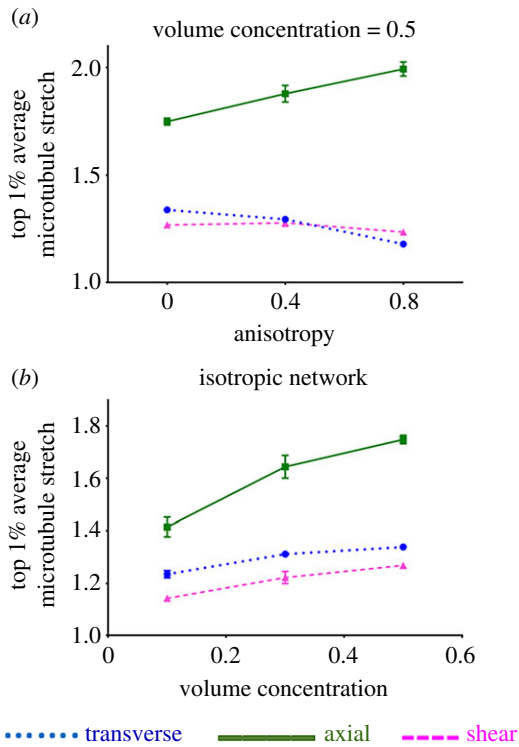 (a)
volume concentration = 0.5
top 1% average
microtubule stretch
2.0
1.5
1.0
0 0.4 0.8
anisotropy
(b)
isotropic network
top 1% average
microtubule stretch
1.8
1.6
1.4
1.2
1.0
0 0.2 0.4 0.6
volume concentration
transverse axial shear